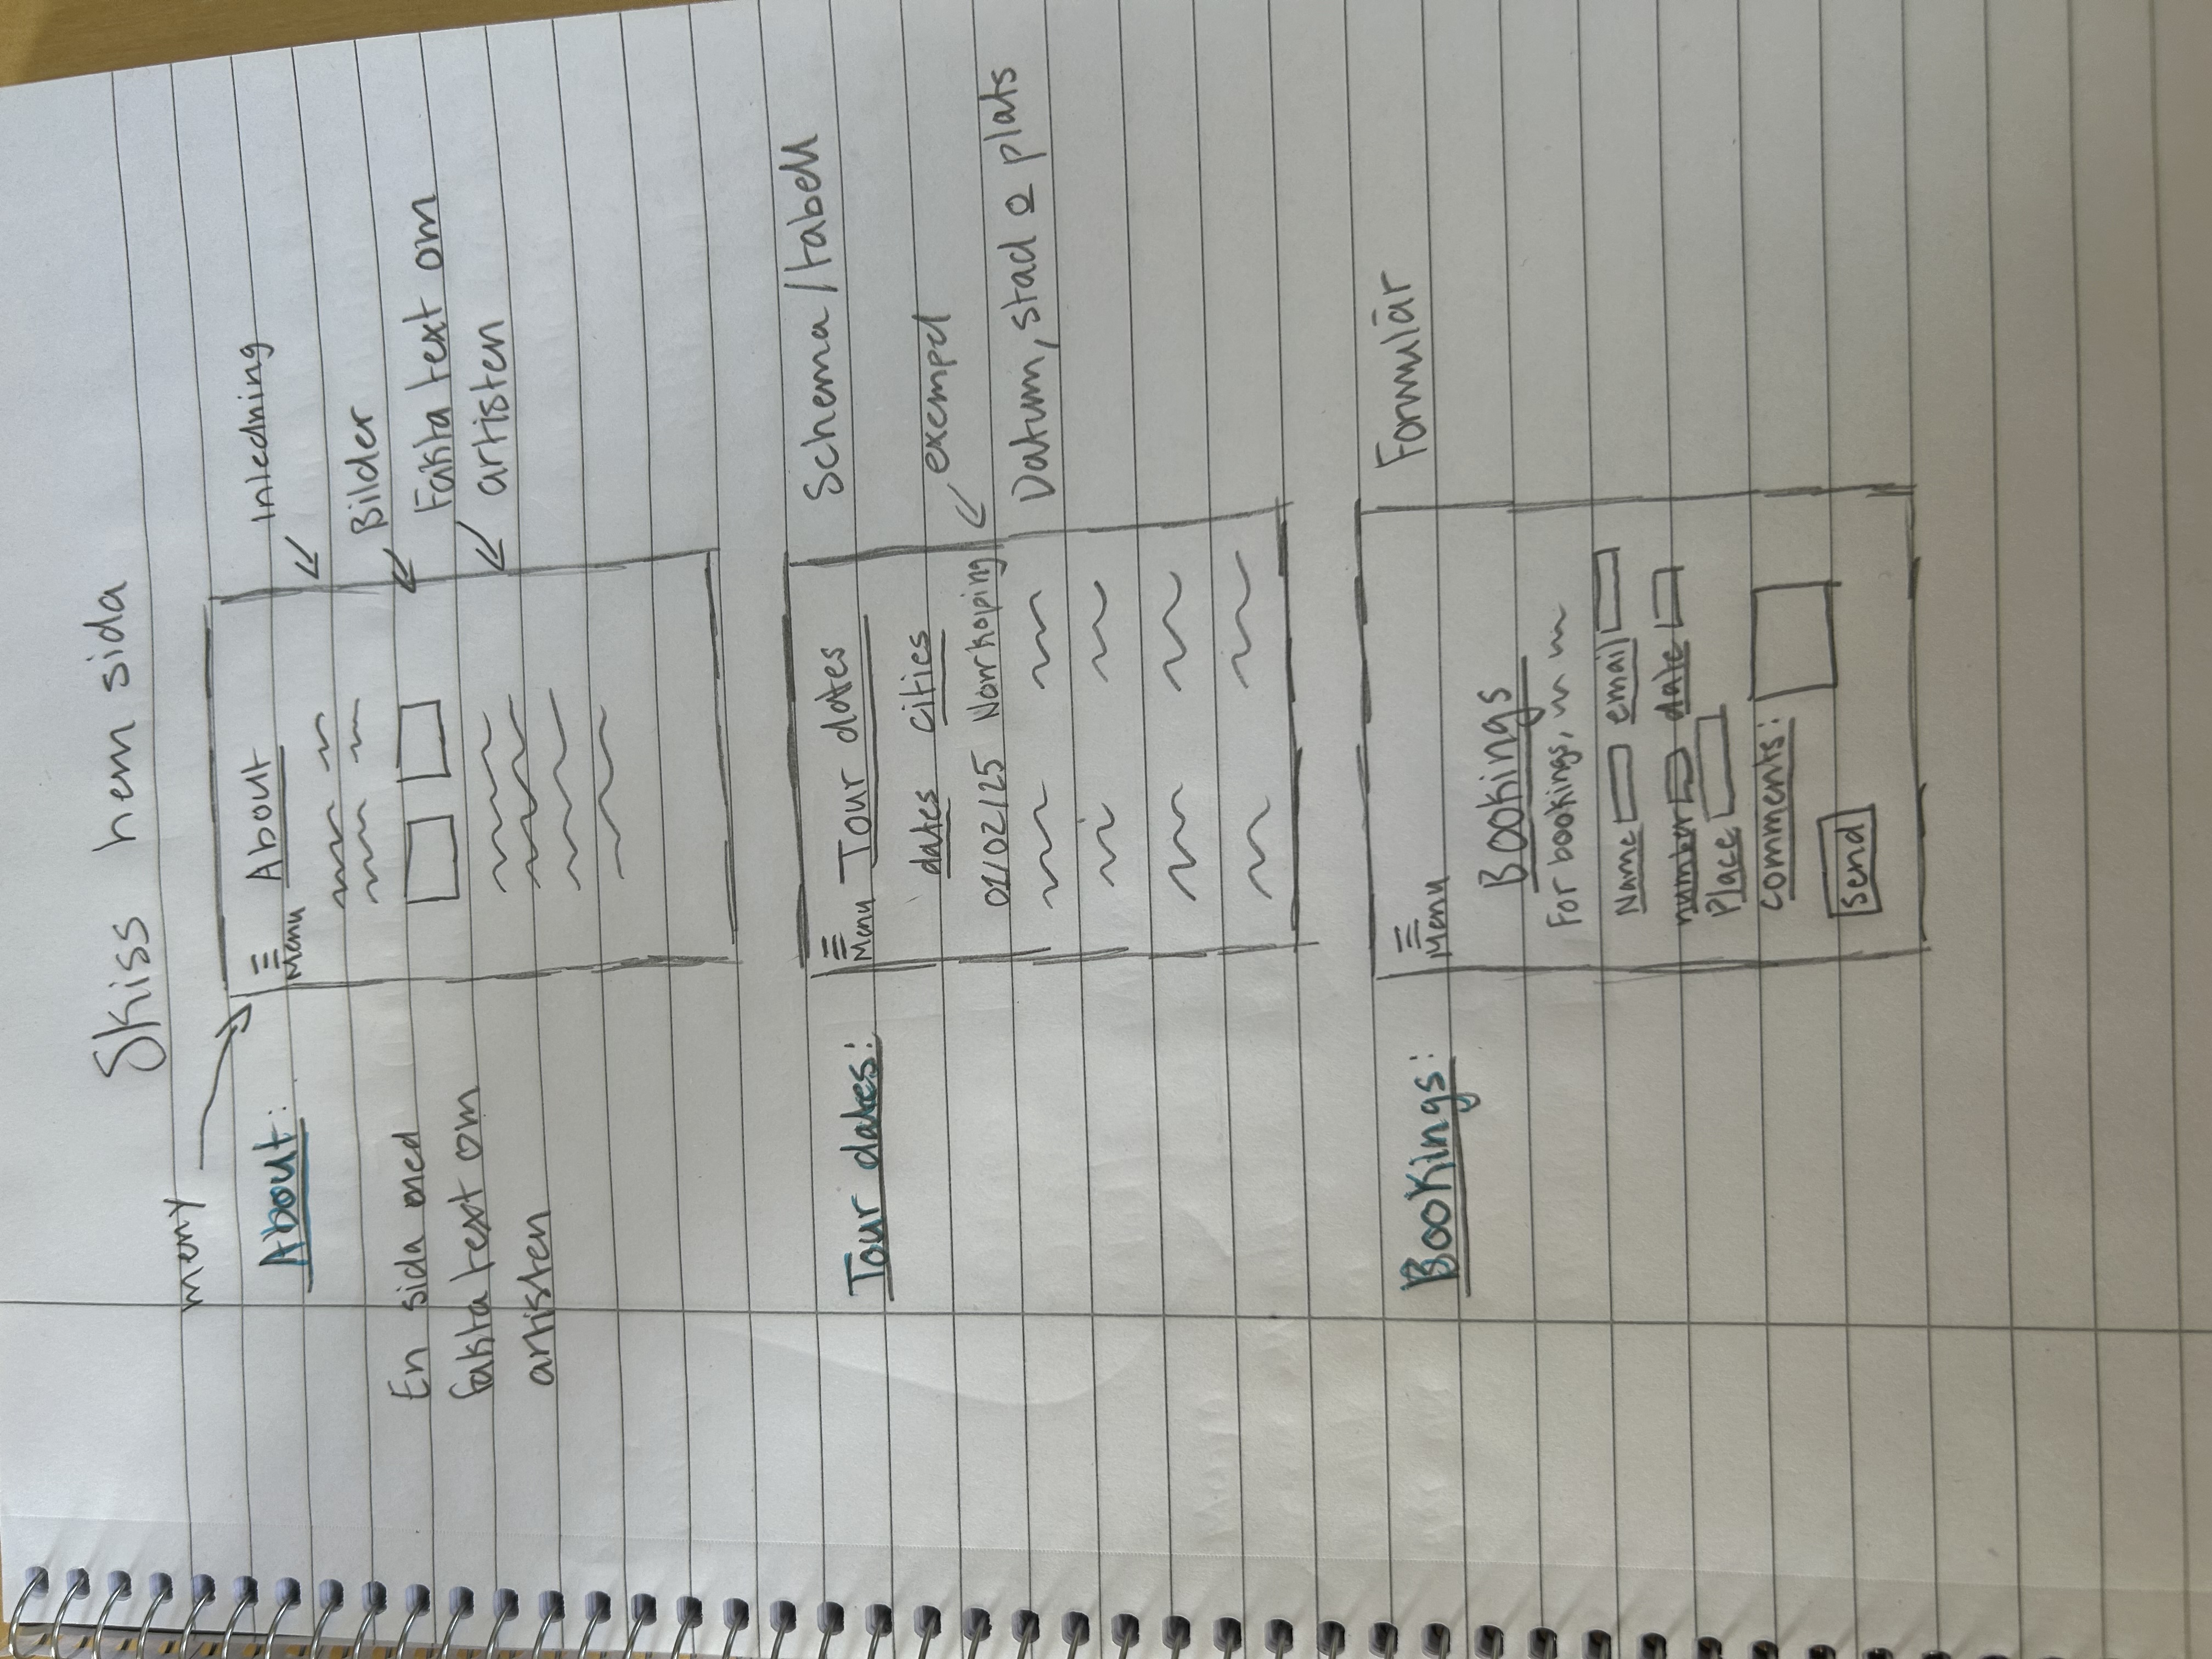 Skiss hem sida
meny
About:
Menu
About
Inledning
Bilder
En sida med
fakta text om
artisten
Fakta text om
artisten
Tour dates:
Menu
Tour dates
Schema/tabell
dates cities
exempel
01/02/25 Norrkoping
Datum, stad o plats
Bookings:
Menu
Formulär
Bookings
For bookings,
Name email
number date
Place
comments:
Send